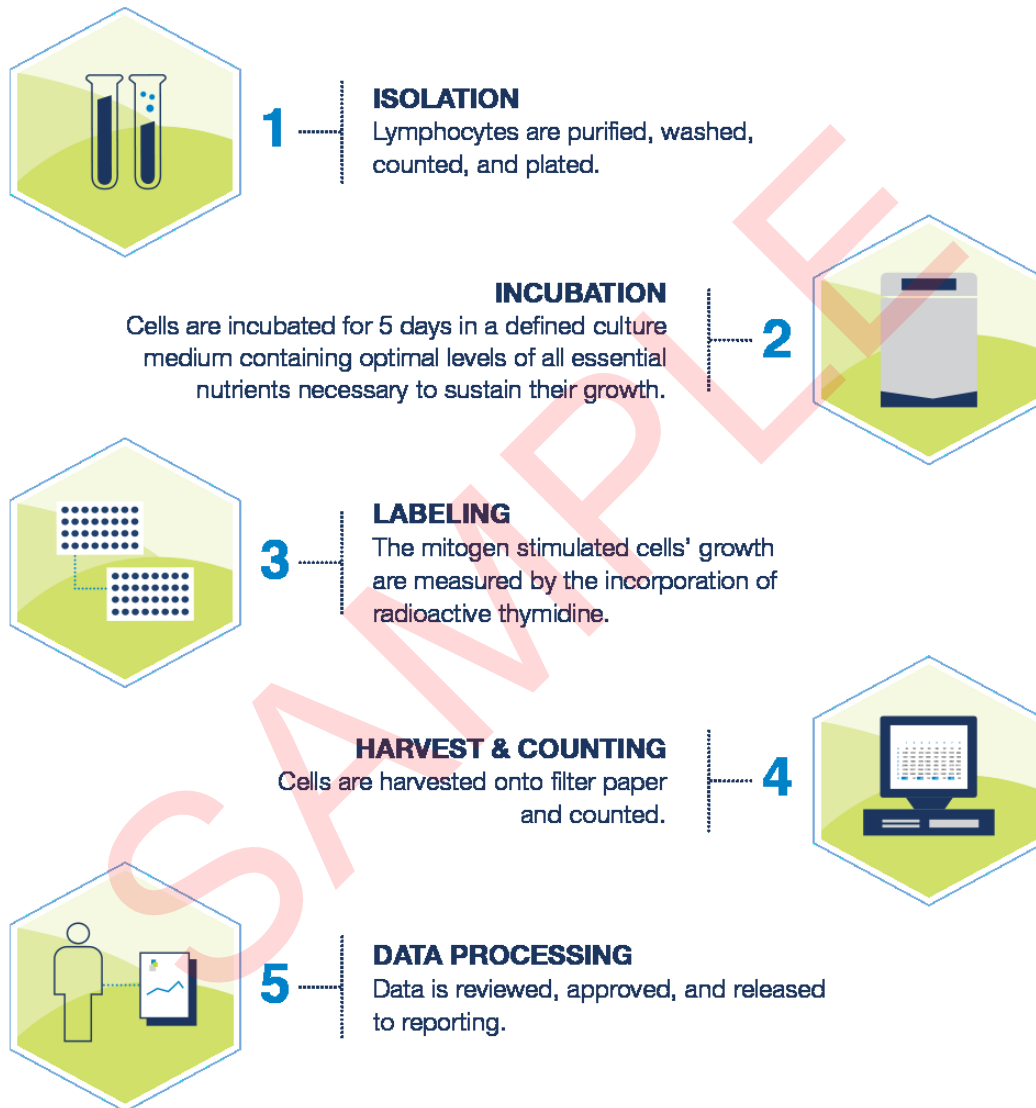 1
ISOLATION
Lymphocytes are purified, washed,
counted, and plated.
INCUBATION
Cells are incubated for 5 days in a defined culture
medium containing optimal levels of all essential
nutrients necessary to sustain their growth.
2
3
LABELING
The mitogen stimulated cells’ growth
are measured by the incorporation of
radioactive thymidine.
HARVEST & COUNTING
Cells are harvested onto filter paper
and counted.
4
5
DATA PROCESSING
Data is reviewed, approved, and released
to reporting.
SAMPLE